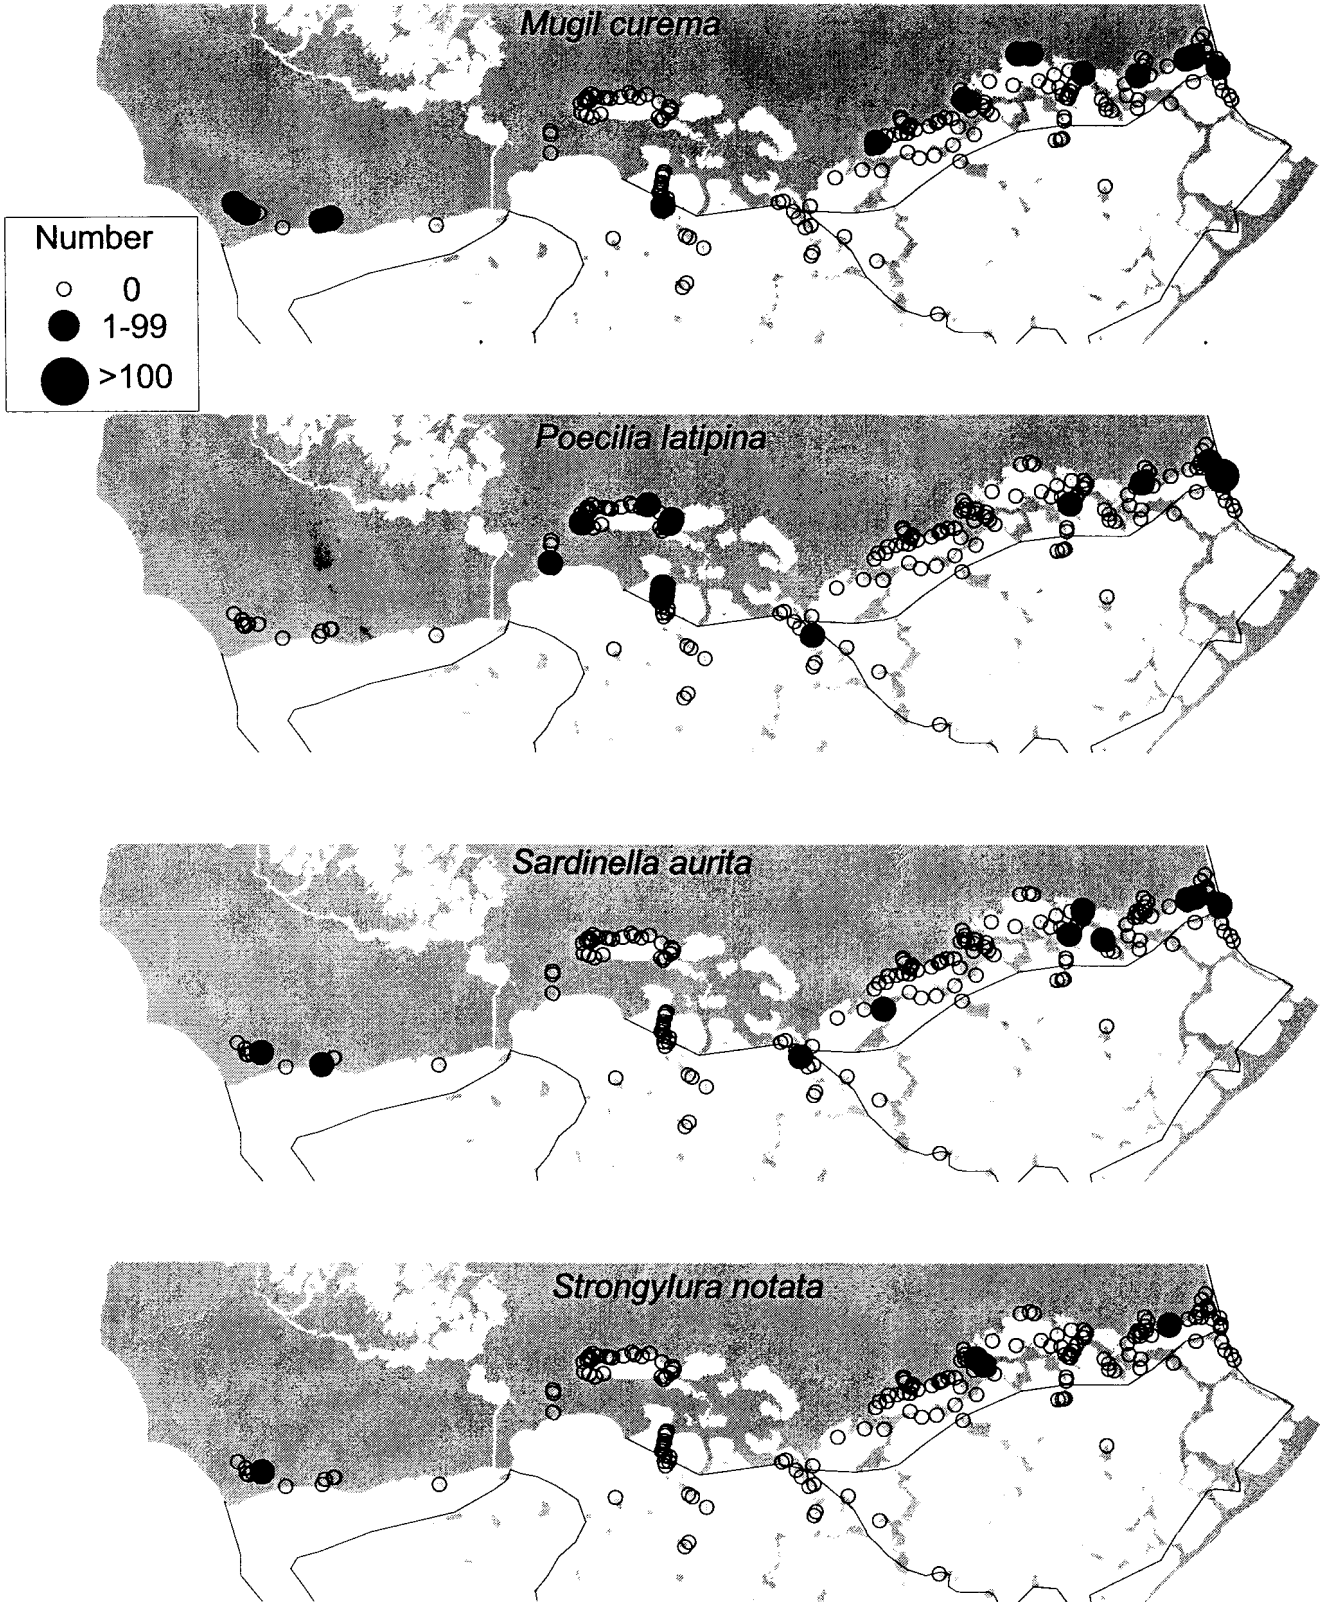 Mugil curema
Number
0
1-99
>100
Poecilia latipina
Sardinella aurita
Strongylura notata